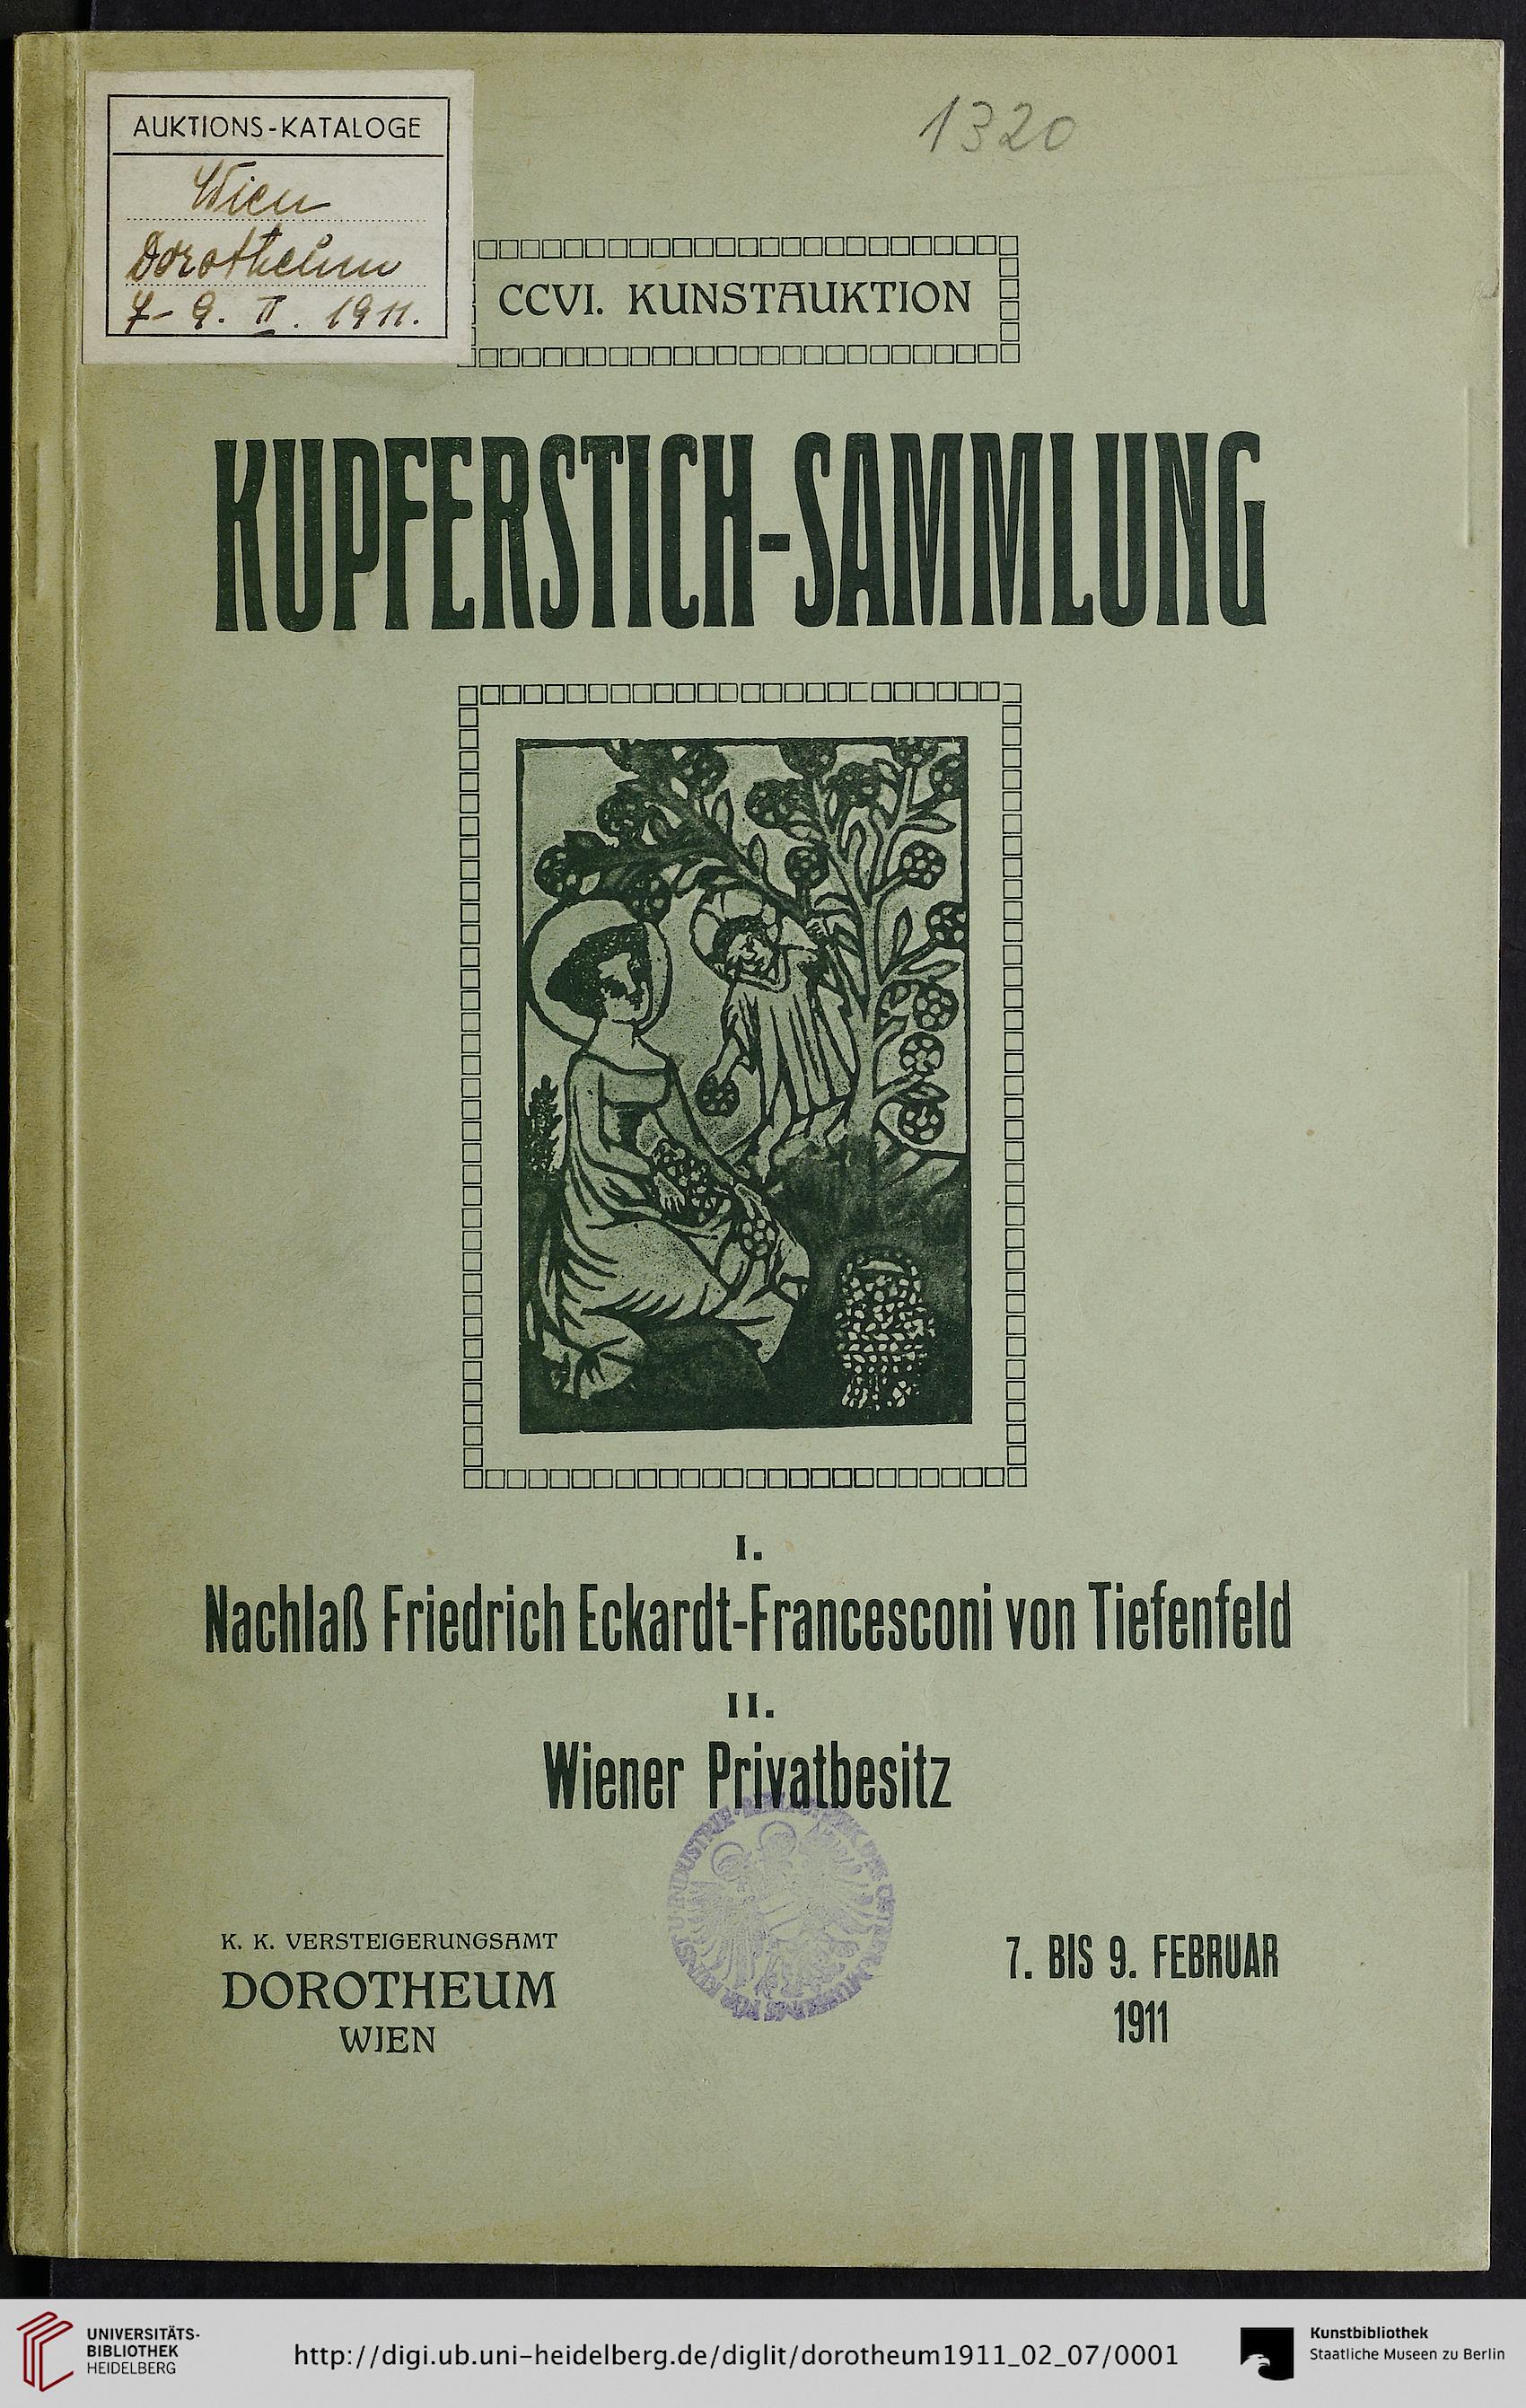 AUKTIONS-KATALOGE
Wien
Dorotheum
7-9. II. 1911.
1320
CCVI. KUNSTAUKTION
KUPFERSTICH-SAMMLUNG
I.
Nachlaß Friedrich Eckardt-Francesconi von Tiefenfeld
II.
Wiener Privatbesitz
K. K. VERSTEIGERUNGSAMT
DOROTHEUM
WIEN
7. BIS 9. FEBRUAR
1911
UNIVERSITÄTS-
BIBLIOTHEK
HEIDELBERG
http://digi.ub.uni-heidelberg.de/diglit/dorotheum1911_02_07/0001
Kunstbibliothek
Staatliche Museen zu Berlin